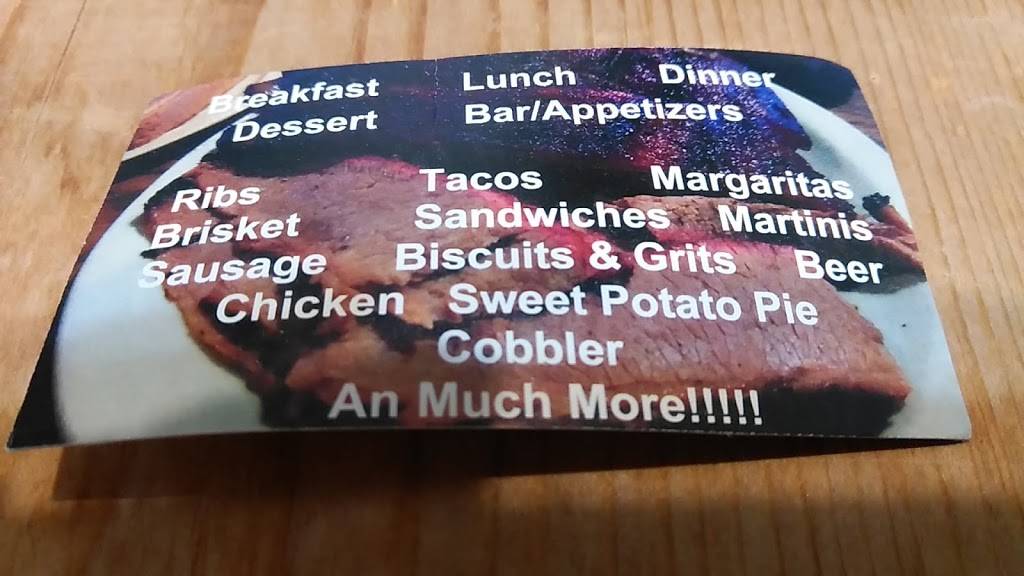 Breakfast Lunch Dinner
Dessert Bar/Appetizers
Ribs Tacos Margaritas
Brisket Sandwiches Martinis
Sausage Biscuits & Grits Beer
Chicken Sweet Potato Pie
Cobbler
An Much More!!!!!